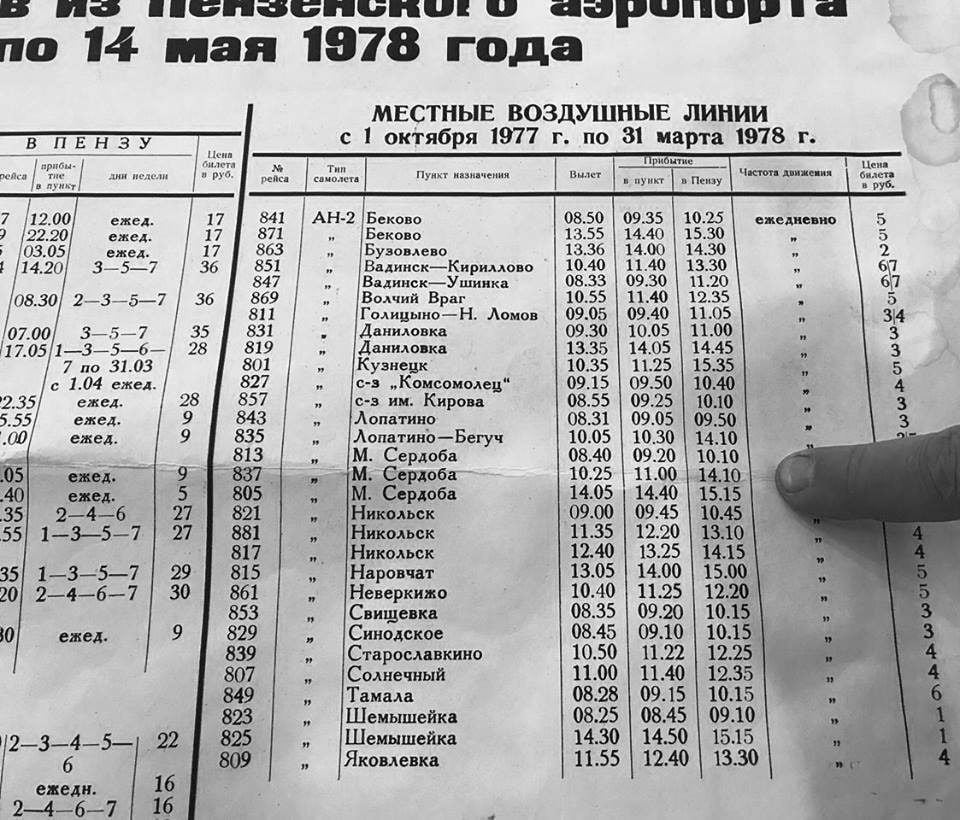 в из Пензенского аэропорта
по 14 мая 1978 года
В ПЕНЗУ
рейса прибытие в пункт дни недели Цена билета в руб.
7 12.00 ежед. 17
9 22.20 ежед. 17
03.05 ежед. 17
4 14.20 3—5—7 36
08.30 2—3—5—7 36
07.00 3—5—7 35
17.05 1—3—5—6— 28
7 по 31.03
с 1.04 ежед.
22.35 ежед. 28
5.55 ежед. 9
.00 ежед. 9
.05 ежед. 9
.40 ежед. 5
.35 2—4—6 27
.55 1—3—5—7 27
35 1—3—5—7 29
20 2—4—6—7 30
30 ежед. 9
2—3—4—5— 22
6
ежедн. 16
2—4—6—7 16
МЕСТНЫЕ ВОЗДУШНЫЕ ЛИНИИ
с 1 октября 1977 г. по 31 марта 1978 г.
№ рейса Тип самолета Пункт назначения Вылет Прибытие в пункт в Пензу Частота движения Цена билета в руб.
841 АН-2 Беково 08.50 09.35 10.25 ежедневно 5
871 „ Беково 13.55 14.40 15.30 „ 5
863 „ Бузовлево 13.36 14.00 14.30 „ 2
851 „ Вадинск—Кириллово 10.40 11.40 13.30 „ 6|7
847 „ Вадинск—Ушинка 08.33 09.30 11.20 „ 6|7
869 „ Волчий Враг 10.55 11.40 12.35 „ 5
811 „ Голицыно—Н. Ломов 09.05 09.40 11.05 „ 3|4
831 „ Даниловка 09.30 10.05 11.00 „ 3
819 „ Даниловка 13.35 14.05 14.45 „ 3
801 „ Кузнецк 10.35 11.25 15.35 „ 5
827 „ с-з „Комсомолец" 09.15 09.50 10.40 „ 4
857 „ с-з им. Кирова 08.55 09.25 10.10 „ 3
843 „ Лопатино 08.31 09.05 09.50 „ 3
835 „ Лопатино—Бегуч 10.05 10.30 14.10 „
813 „ М. Сердоба 08.40 09.20 10.10
837 „ М. Сердоба 10.25 11.00 14.10
805 „ М. Сердоба 14.05 14.40 15.15
821 „ Никольск 09.00 09.45 10.45 „
881 „ Никольск 11.35 12.20 13.10 „ 4
817 „ Никольск 12.40 13.25 14.15 „ 4
815 „ Наровчат 13.05 14.00 15.00 „ 5
861 „ Неверкижо 10.40 11.25 12.20 „ 5
853 „ Свищевка 08.35 09.20 10.15 „ 3
829 „ Синодское 08.45 09.10 10.15 „ 3
839 „ Старославкино 10.50 11.22 12.25 „ 4
807 „ Солнечный 11.00 11.40 12.35 „ 4
849 „ Тамала 08.28 09.15 10.15 „ 6
823 „ Шемышейка 08.25 08.45 09.10 „ 1
825 „ Шемышейка 14.30 14.50 15.15 „ 1
809 „ Яковлевка 11.55 12.40 13.30 „ 4